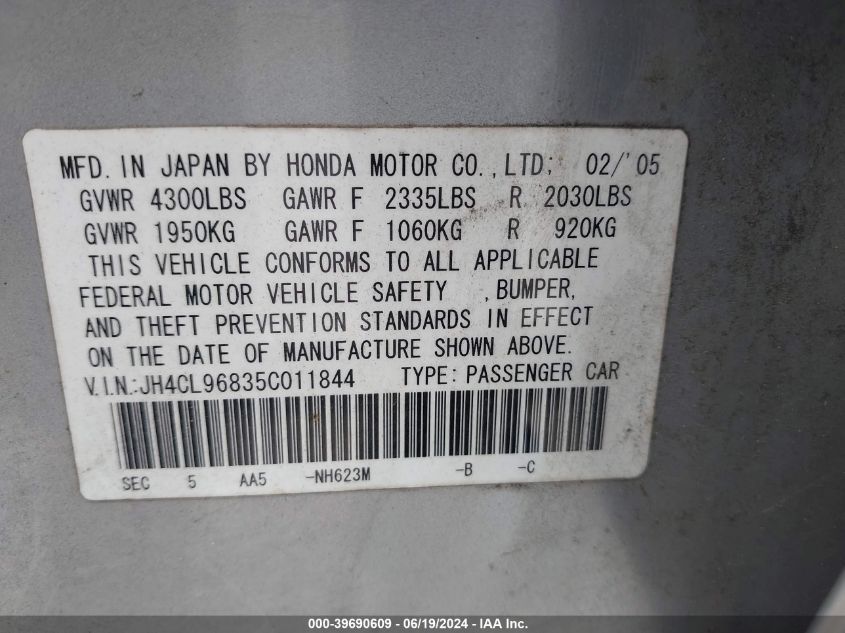 MFD. IN JAPAN BY HONDA MOTOR CO.,LTD; 02/'05
GVWR 4300LBS GAWR F 2335LBS R 2030LBS
GVWR 1950KG GAWR F 1060KG R 920KG
THIS VEHICLE CONFORMS TO ALL APPLICABLE
FEDERAL MOTOR VEHICLE SAFETY , BUMPER,
AND THEFT PREVENTION STANDARDS IN EFFECT
ON THE DATE OF MANUFACTURE SHOWN ABOVE.
V.I.N.:JH4CL96835C011844 TYPE: PASSENGER CAR
SEC 5 AA5 -NH623M -B -C
000-39690609 - 06/19/2024 - IAA Inc.